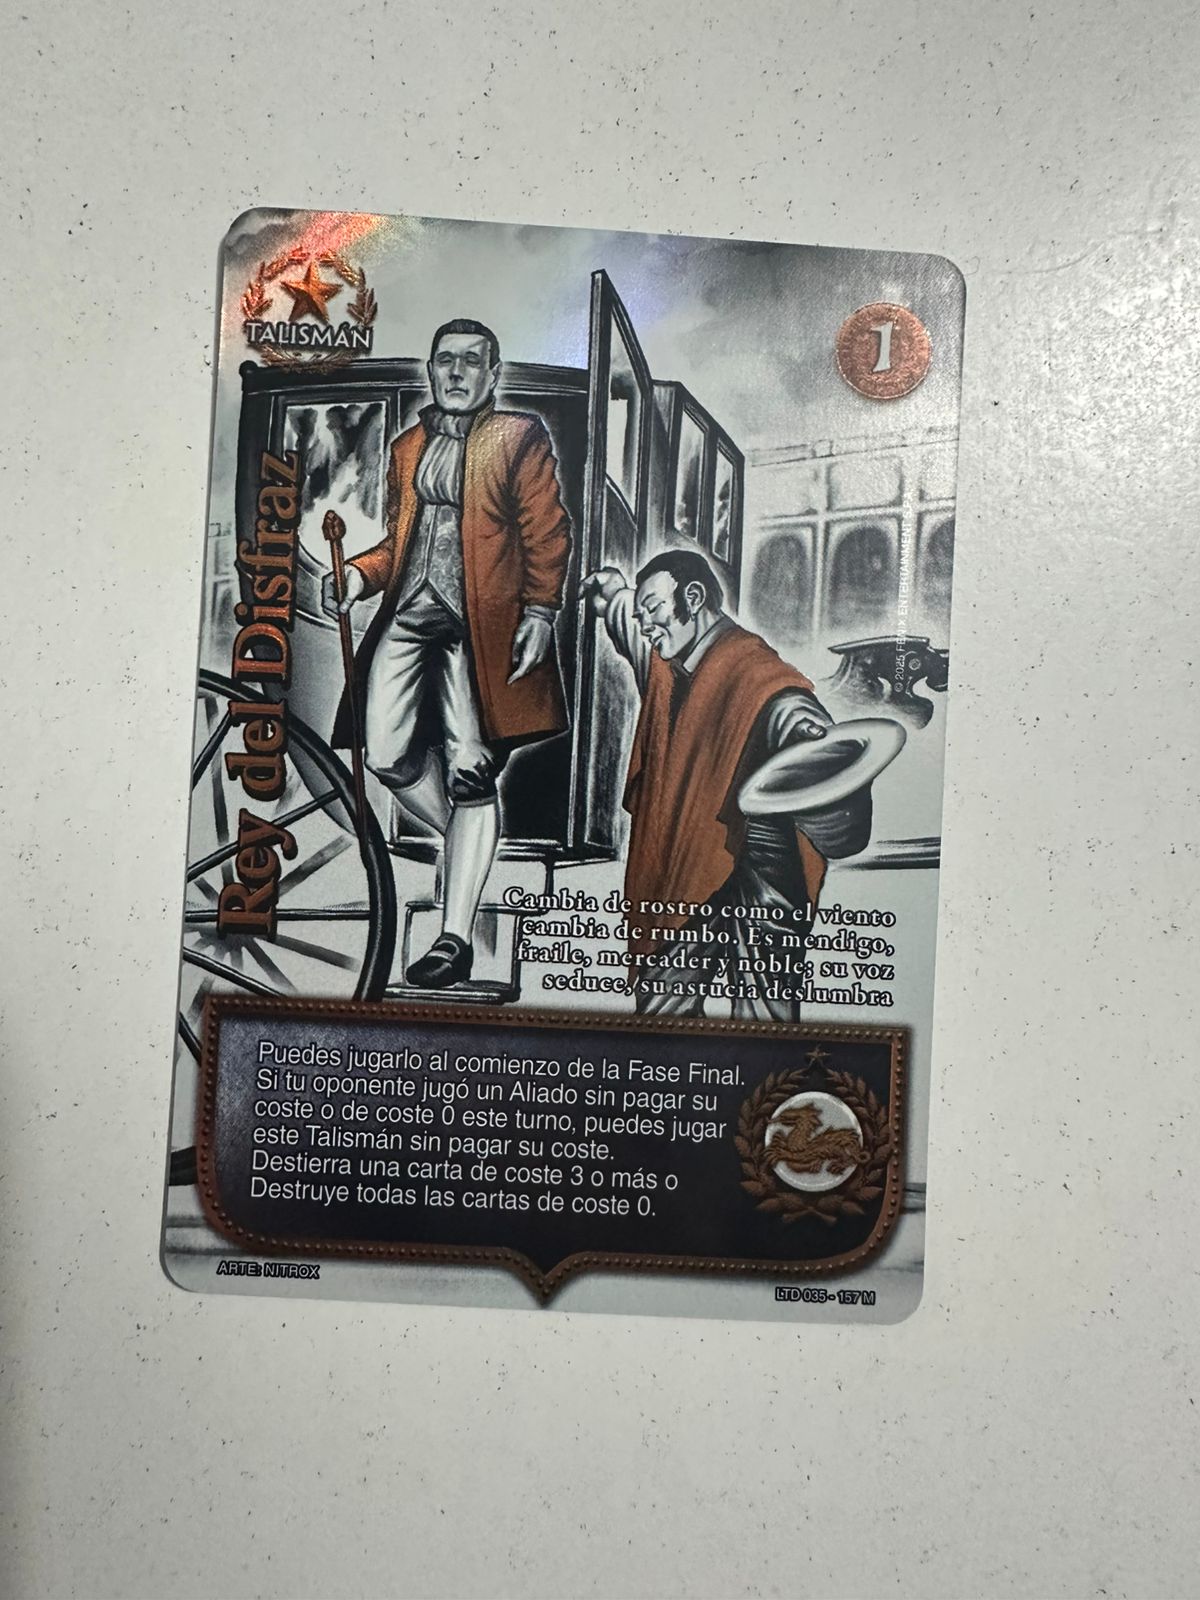 TALISMÁN
1
Rey del Disfraz
© 2025 FENIX ENTERTAINMENT
Cambia de rostro como el viento
cambia de rumbo. Es mendigo,
fraile, mercader y noble; su voz
seduce, su astucia deslumbra
Puedes jugarlo al comienzo de la Fase Final.
Si tu oponente jugó un Aliado sin pagar su
coste o de coste 0 este turno, puedes jugar
este Talismán sin pagar su coste.
Destierra una carta de coste 3 o más o
Destruye todas las cartas de coste 0.
ARTE: NITROX
LTD 035 - 157 M